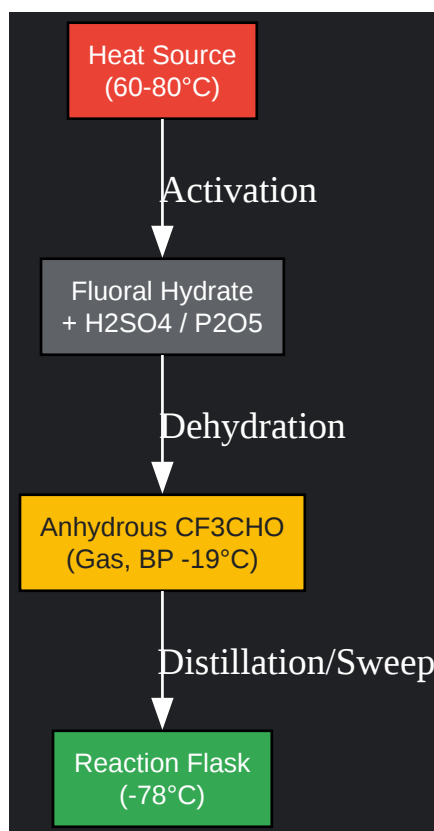 Heat Source
(60-80°C)
Activation
Fluoral Hydrate
+ H2SO4 / P2O5
Dehydration
Anhydrous CF3CHO
(Gas, BP -19°C)
Distillation/Sweep
Reaction Flask
(-78°C)